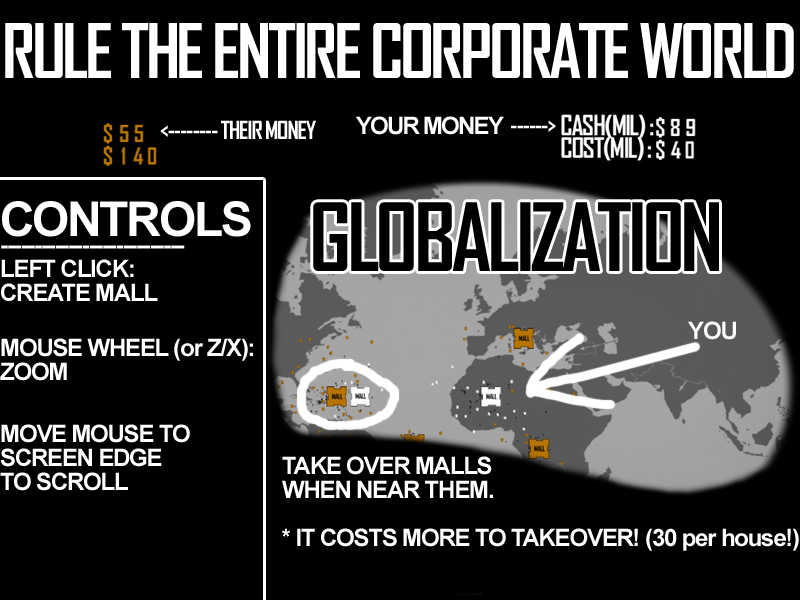 RULE THE ENTIRE CORPORATE WORLD
$55 <-------- THEIR MONEY
$140
YOUR MONEY ------> CASH(MIL):$89
COST(MIL):$40
CONTROLS
--------------------------------
LEFT CLICK:
CREATE MALL
MOUSE WHEEL (or Z/X):
ZOOM
MOVE MOUSE TO
SCREEN EDGE
TO SCROLL
GLOBALIZATION
YOU
MALL
MALL
MALL
MALL
MALL
TAKE OVER MALLS
WHEN NEAR THEM.
* IT COSTS MORE TO TAKEOVER! (30 per house!)